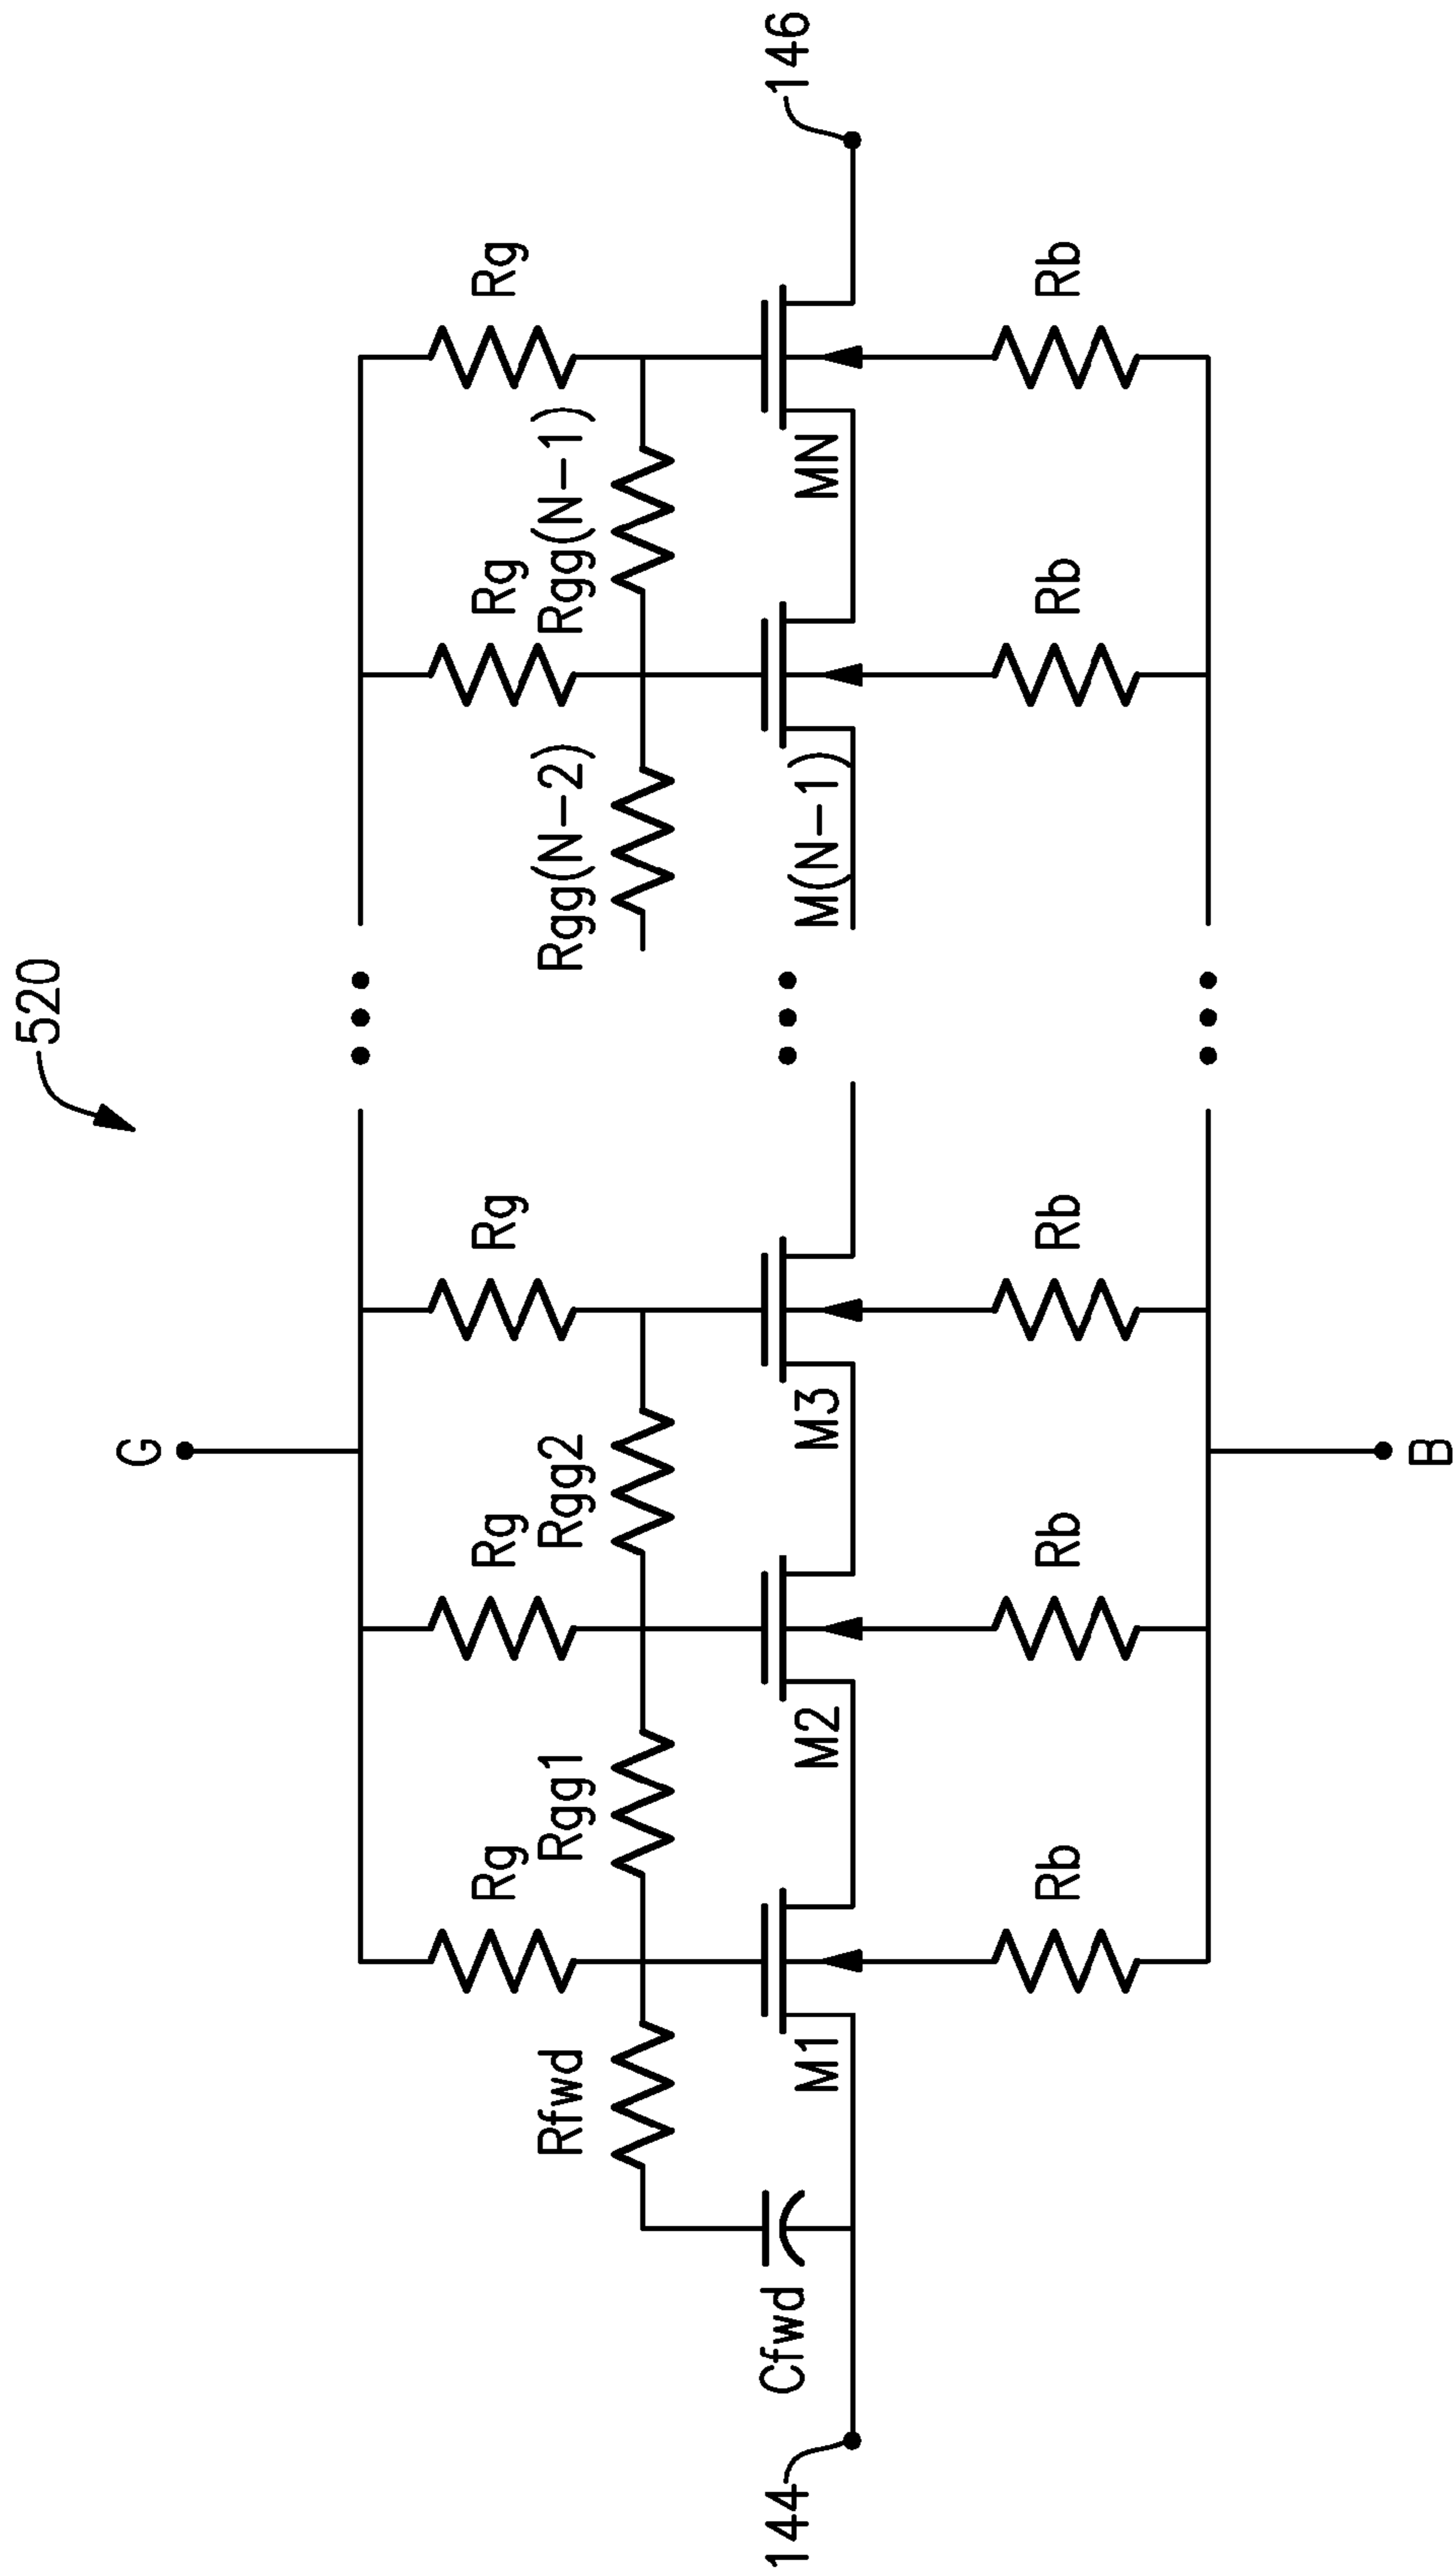 520
G
Rg
Rg
Rg
Rg
Rg
Rfwd
Rgg1
Rgg2
Rgg(N-2)
Rgg(N-1)
Cfwd
144
M1
M2
M3
M(N-1)
MN
146
Rb
Rb
Rb
Rb
Rb
B